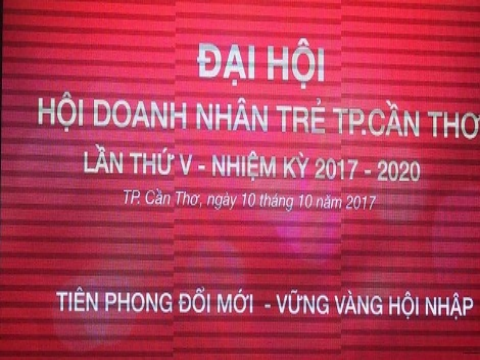 ĐẠI HỘI
HỘI DOANH NHÂN TRẺ TP.CẦN THƠ
LẦN THỨ V - NHIỆM KỲ 2017 - 2020
TP. Cần Thơ, ngày 10 tháng 10 năm 2017
TIÊN PHONG ĐỔI MỚI - VỮNG VÀNG HỘI NHẬP